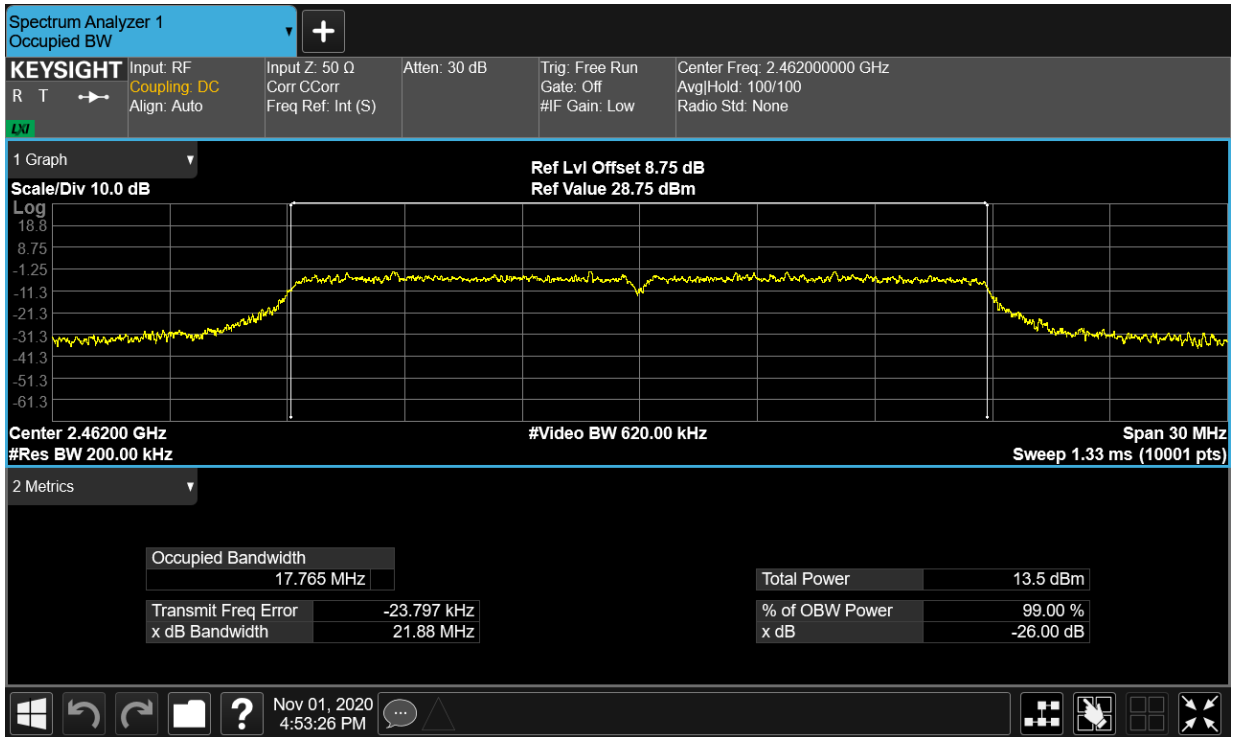 Spectrum Analyzer 1
Occupied BW
KEYSIGHT
R T
LXI
Input: RF
Coupling: DC
Align: Auto
Input Z: 50 Ω
Corr CCorr
Freq Ref: Int (S)
Atten: 30 dB
Trig: Free Run
Gate: Off
#IF Gain: Low
Center Freq: 2.462000000 GHz
Avg|Hold: 100/100
Radio Std: None
1 Graph
Scale/Div 10.0 dB
Ref Lvl Offset 8.75 dB
Ref Value 28.75 dBm
Log
18.8
8.75
-1.25
-11.3
-21.3
-31.3
-41.3
-51.3
-61.3
Center 2.46200 GHz
#Res BW 200.00 kHz
#Video BW 620.00 kHz
Span 30 MHz
Sweep 1.33 ms (10001 pts)
2 Metrics
Occupied Bandwidth
17.765 MHz
Transmit Freq Error -23.797 kHz
x dB Bandwidth 21.88 MHz
Total Power 13.5 dBm
% of OBW Power 99.00 %
x dB -26.00 dB
?
Nov 01, 2020
4:53:26 PM